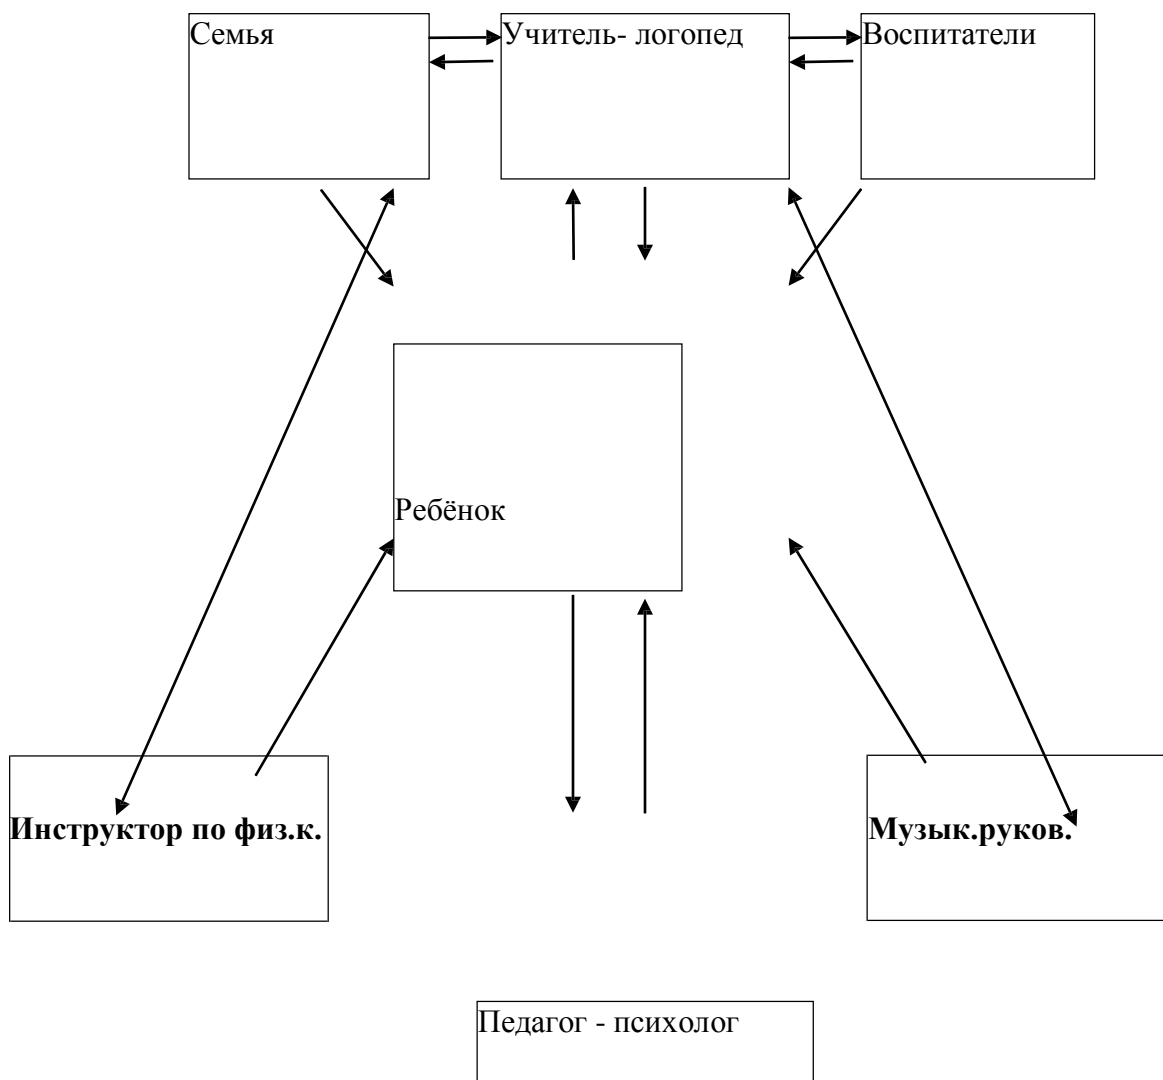 Семья
Учитель- логопед
Воспитатели
Ребёнок
Инструктор по физ.к.
Музык.руков.
Педагог - психолог